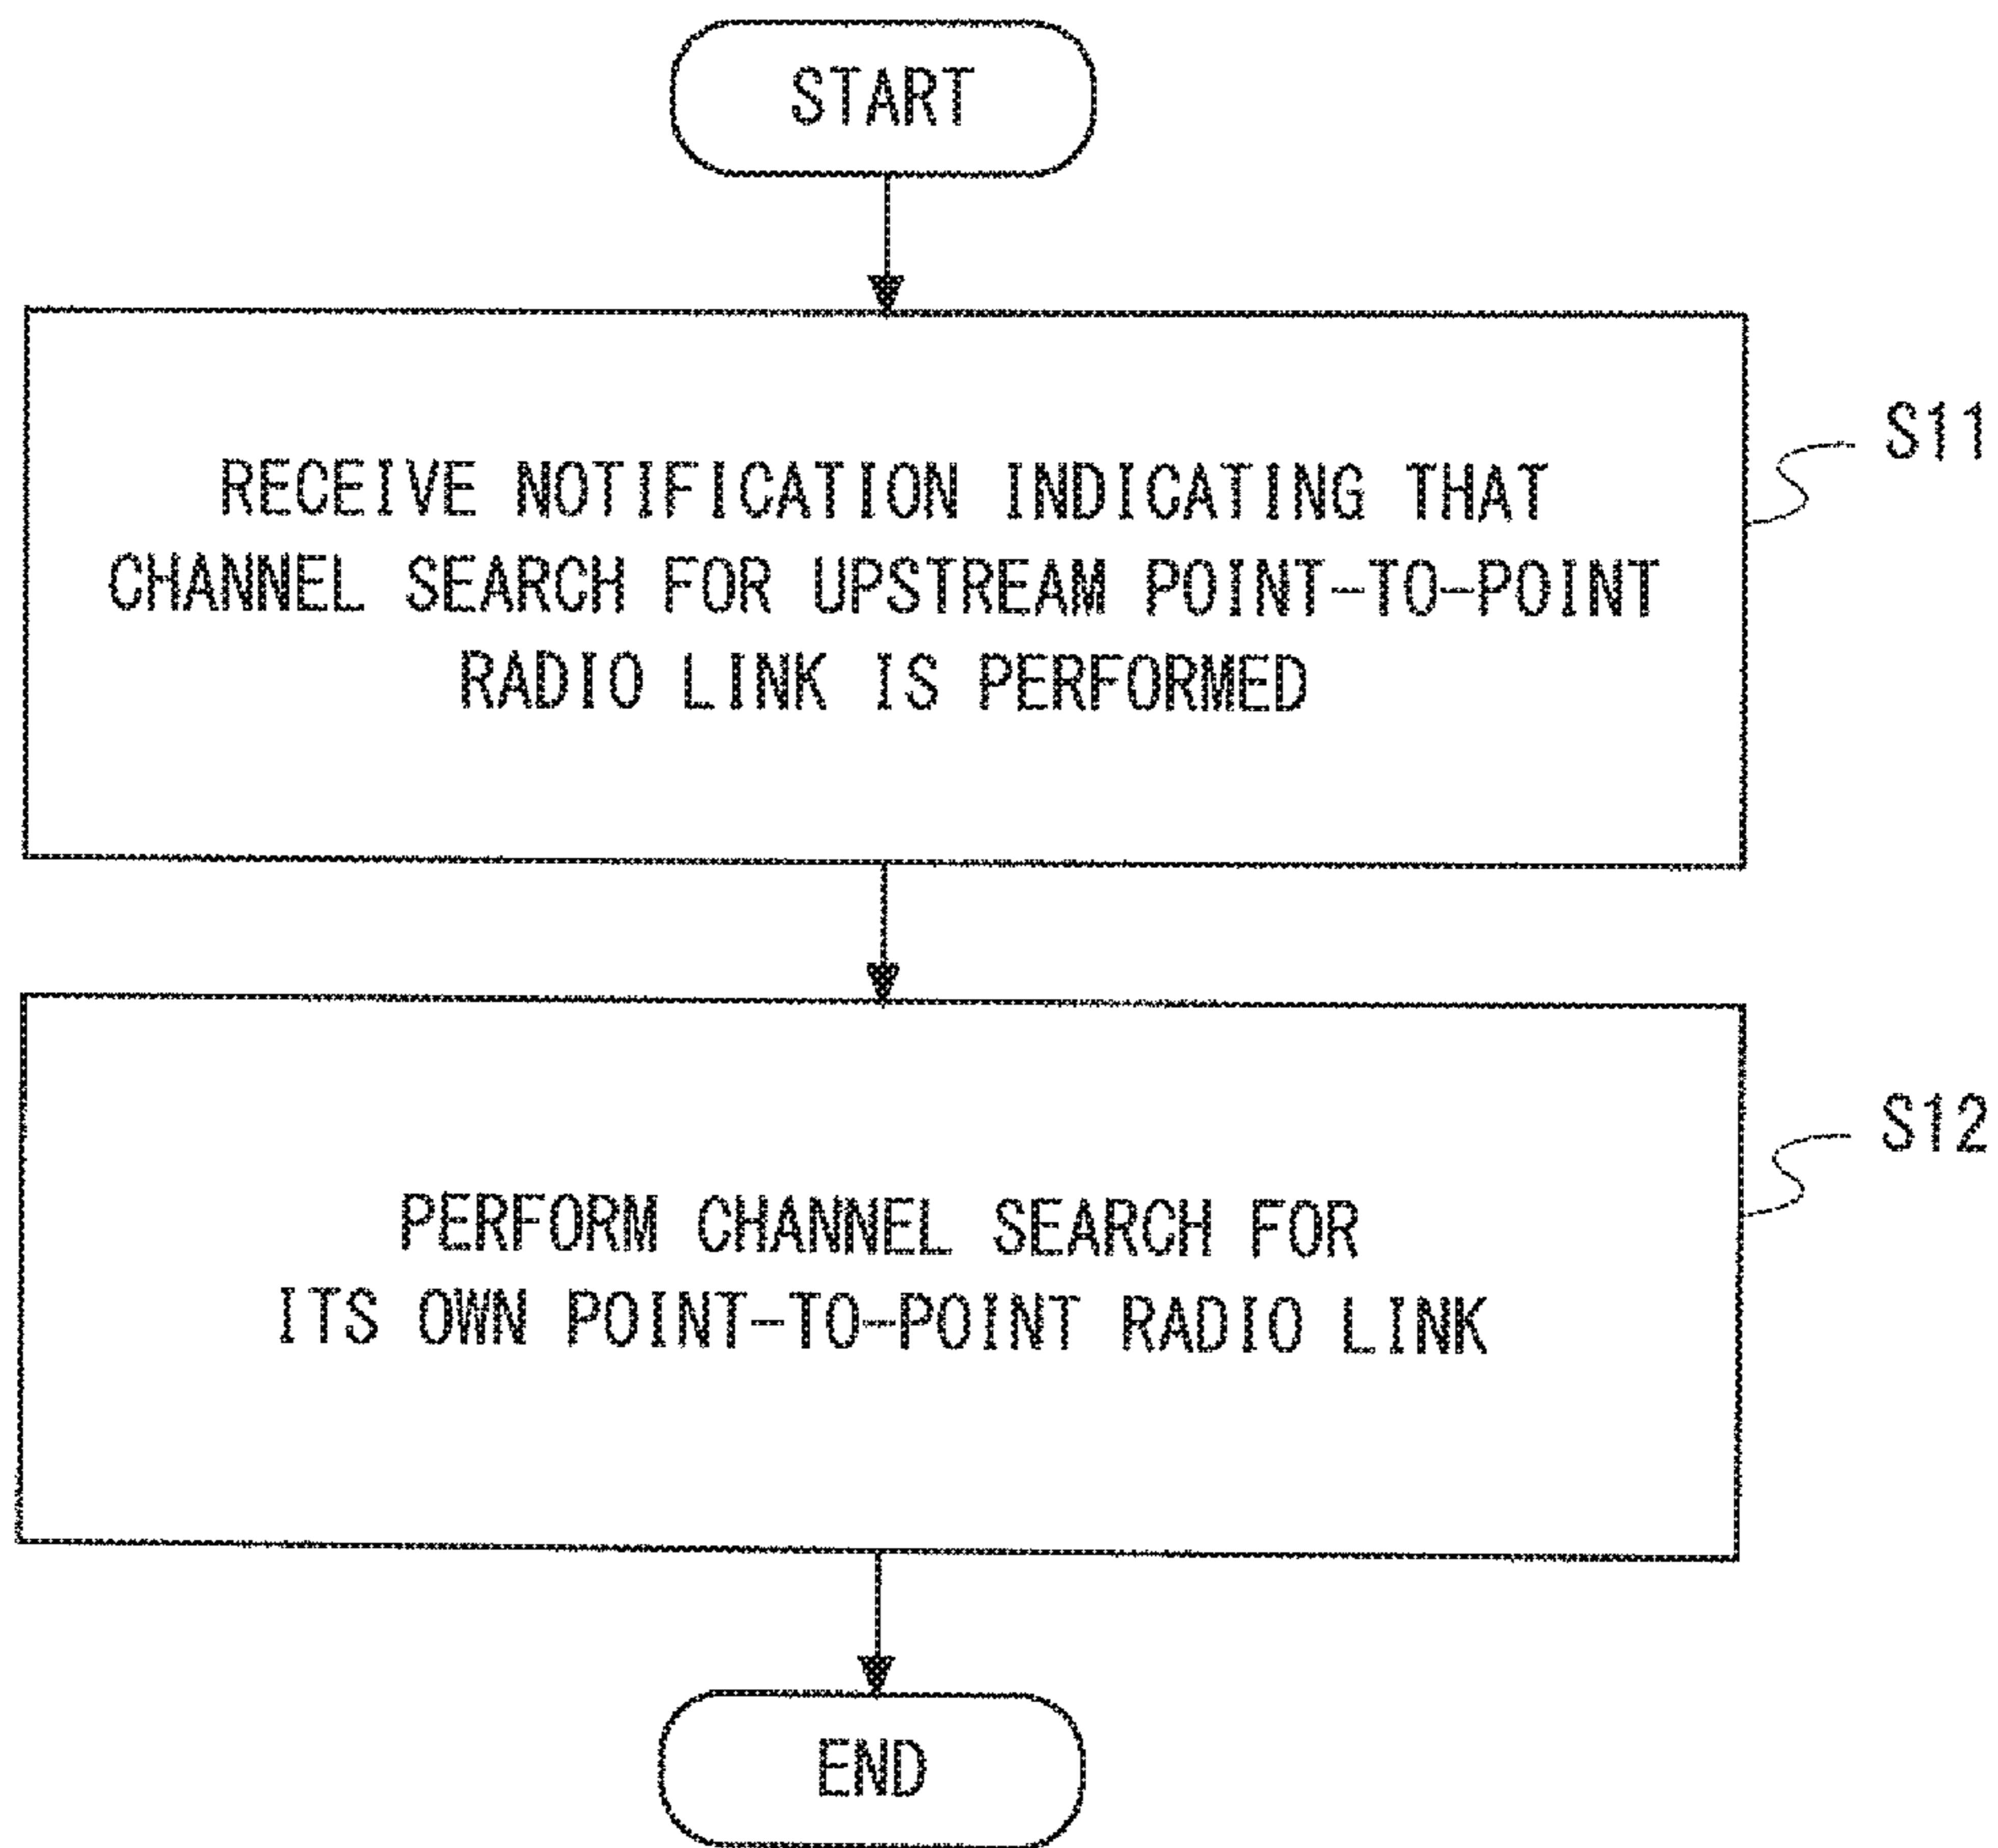 START
RECEIVE NOTIFICATION INDICATING THAT
CHANNEL SEARCH FOR UPSTREAM POINT-TO-POINT
RADIO LINK IS PERFORMED
S11
PERFORM CHANNEL SEARCH FOR
ITS OWN POINT-TO-POINT RADIO LINK
S12
END